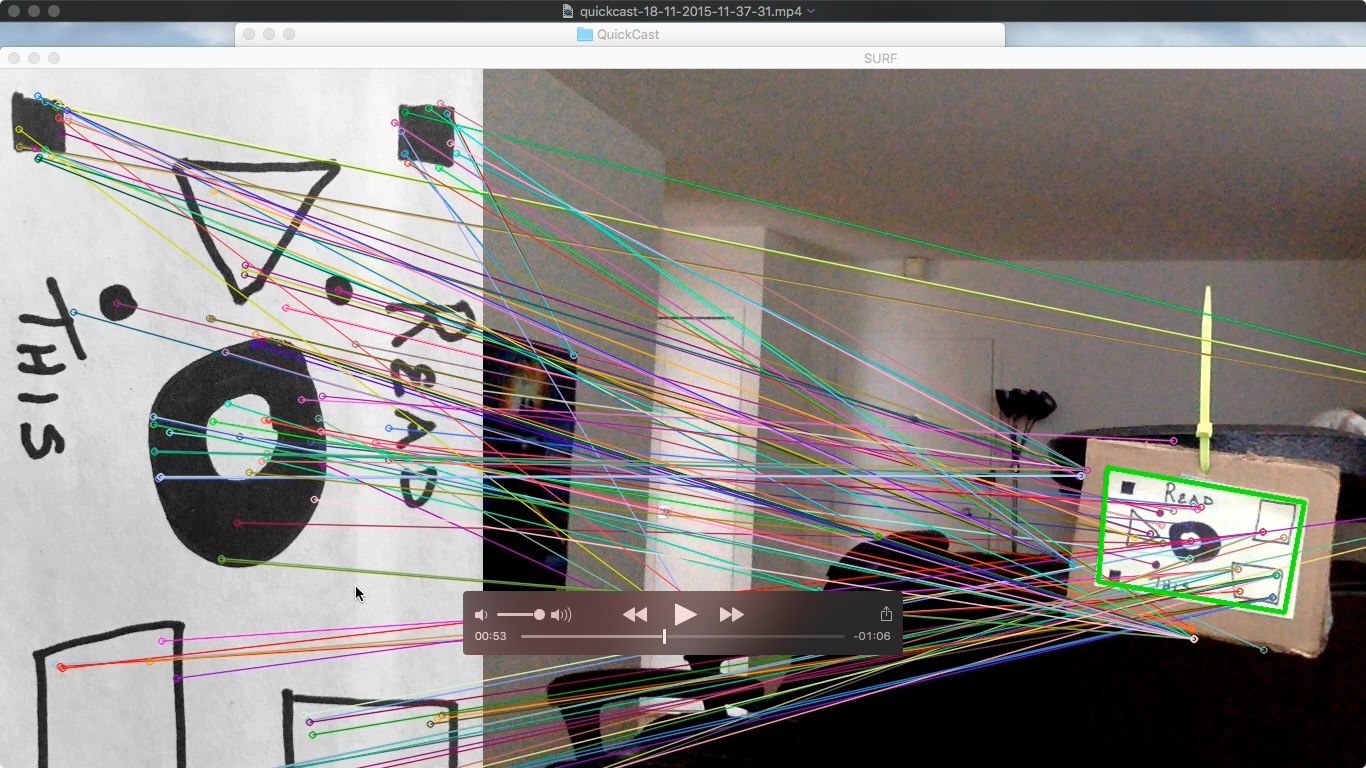 quickcast-18-11-2015-11-37-31.mp4
QuickCast
SURF
THIS
READ
READ
THIS
00:53
-01:06